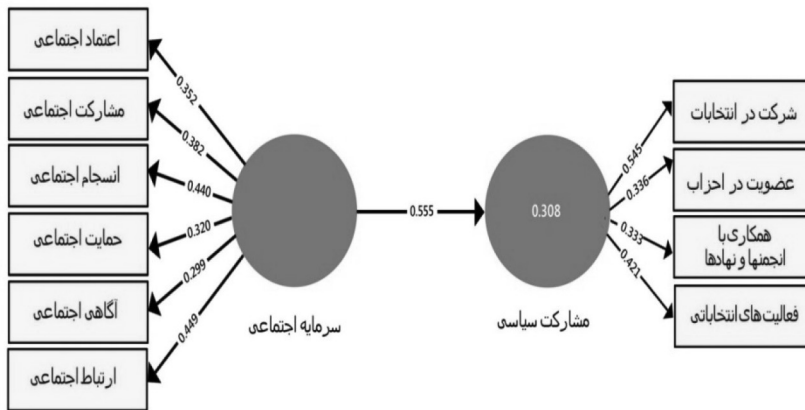 اعتماد اجتماعی
مشارکت اجتماعی
انسجام اجتماعی
حمایت اجتماعی
آگاهی اجتماعی
ارتباط اجتماعی
0.352
0.382
0.440
0.320
0.299
0.449
سرمایه اجتماعی
0.555
0.308
مشارکت سیاسی
0.545
0.336
0.333
0.421
شرکت در انتخابات
عضویت در احزاب
همکاری با
انجمنها و نهادها
فعالیت‌های انتخاباتی